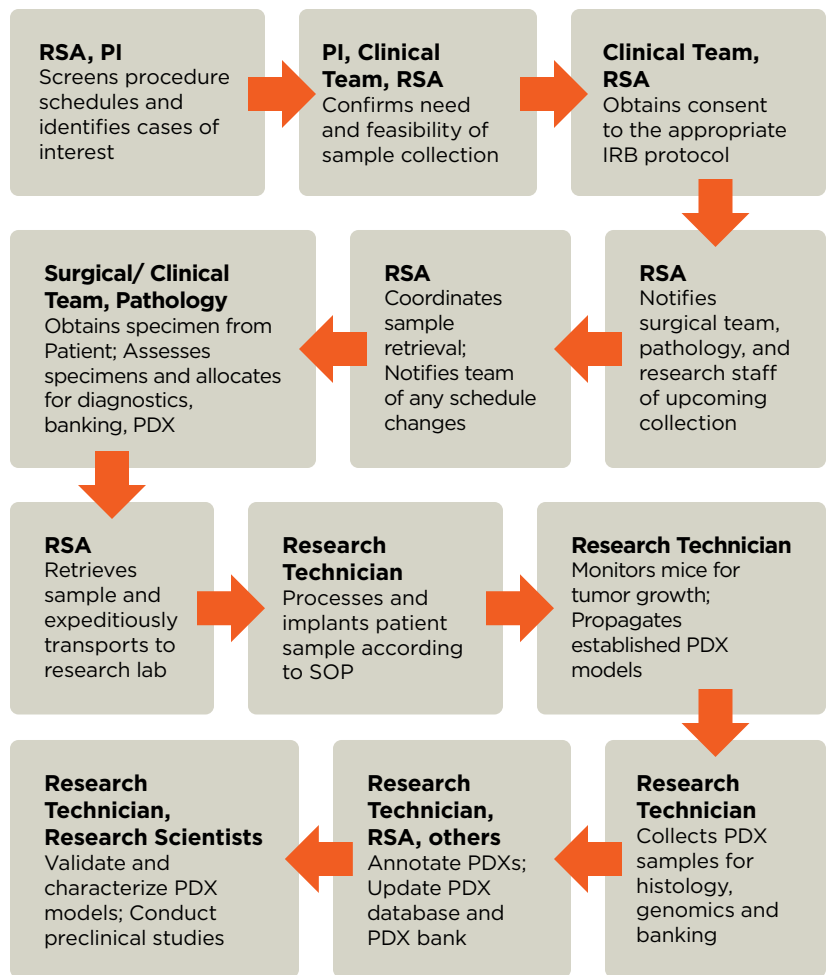 RSA, PI
Screens procedure
schedules and
identifies cases of
interest
PI, Clinical
Team, RSA
Confirms need
and feasibility of
sample collection
Clinical Team,
RSA
Obtains consent
to the appropriate
IRB protocol
RSA
Notifies
surgical team,
pathology, and
research staff
of upcoming
collection
RSA
Coordinates
sample
retrieval;
Notifies team
of any schedule
changes
Surgical/ Clinical
Team, Pathology
Obtains specimen from
Patient; Assesses
specimens and allocates
for diagnostics,
banking, PDX
RSA
Retrieves
sample and
expeditiously
transports to
research lab
Research
Technician
Processes and
implants patient
sample according
to SOP
Research Technician
Monitors mice for
tumor growth;
Propagates
established PDX
models
Research
Technician
Collects PDX
samples for
histology,
genomics and
banking
Research
Technician,
RSA, others
Annotate PDXs;
Update PDX
database and
PDX bank
Research
Technician,
Research Scientists
Validate and
characterize PDX
models; Conduct
preclinical studies